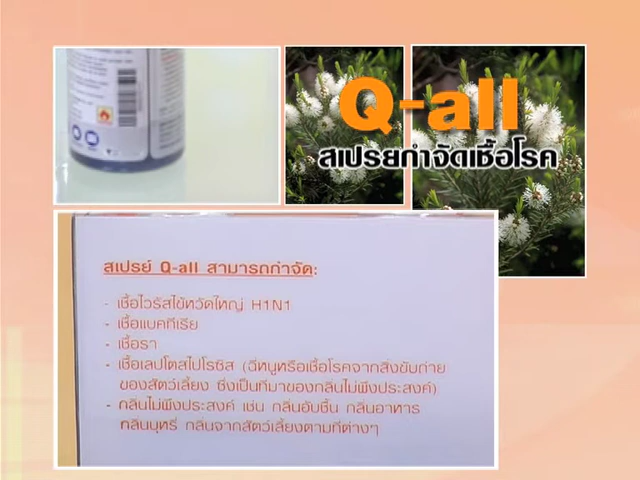 Q-all
สเปรยกำจัดเชื้อโรค
สเปรย์ Q-all สามารถกำจัด:
- เชื้อไวรัสไข้หวัดใหญ่ H1N1
- เชื้อแบคทีเรีย
- เชื้อรา
- เชื้อเลปโตสไปโรซิส (ฉี่หนูหรือเชื้อโรคจากสิ่งขับถ่าย
ของสัตว์เลี้ยง ซึ่งเป็นที่มาของกลิ่นไม่พึงประสงค์)
- กลิ่นไม่พึงประสงค์ เช่น กลิ่นอับชื้น กลิ่นอาหาร
กลิ่นบุหรี่ กลิ่นจากสัตว์เลี้ยงตามที่ต่างๆ